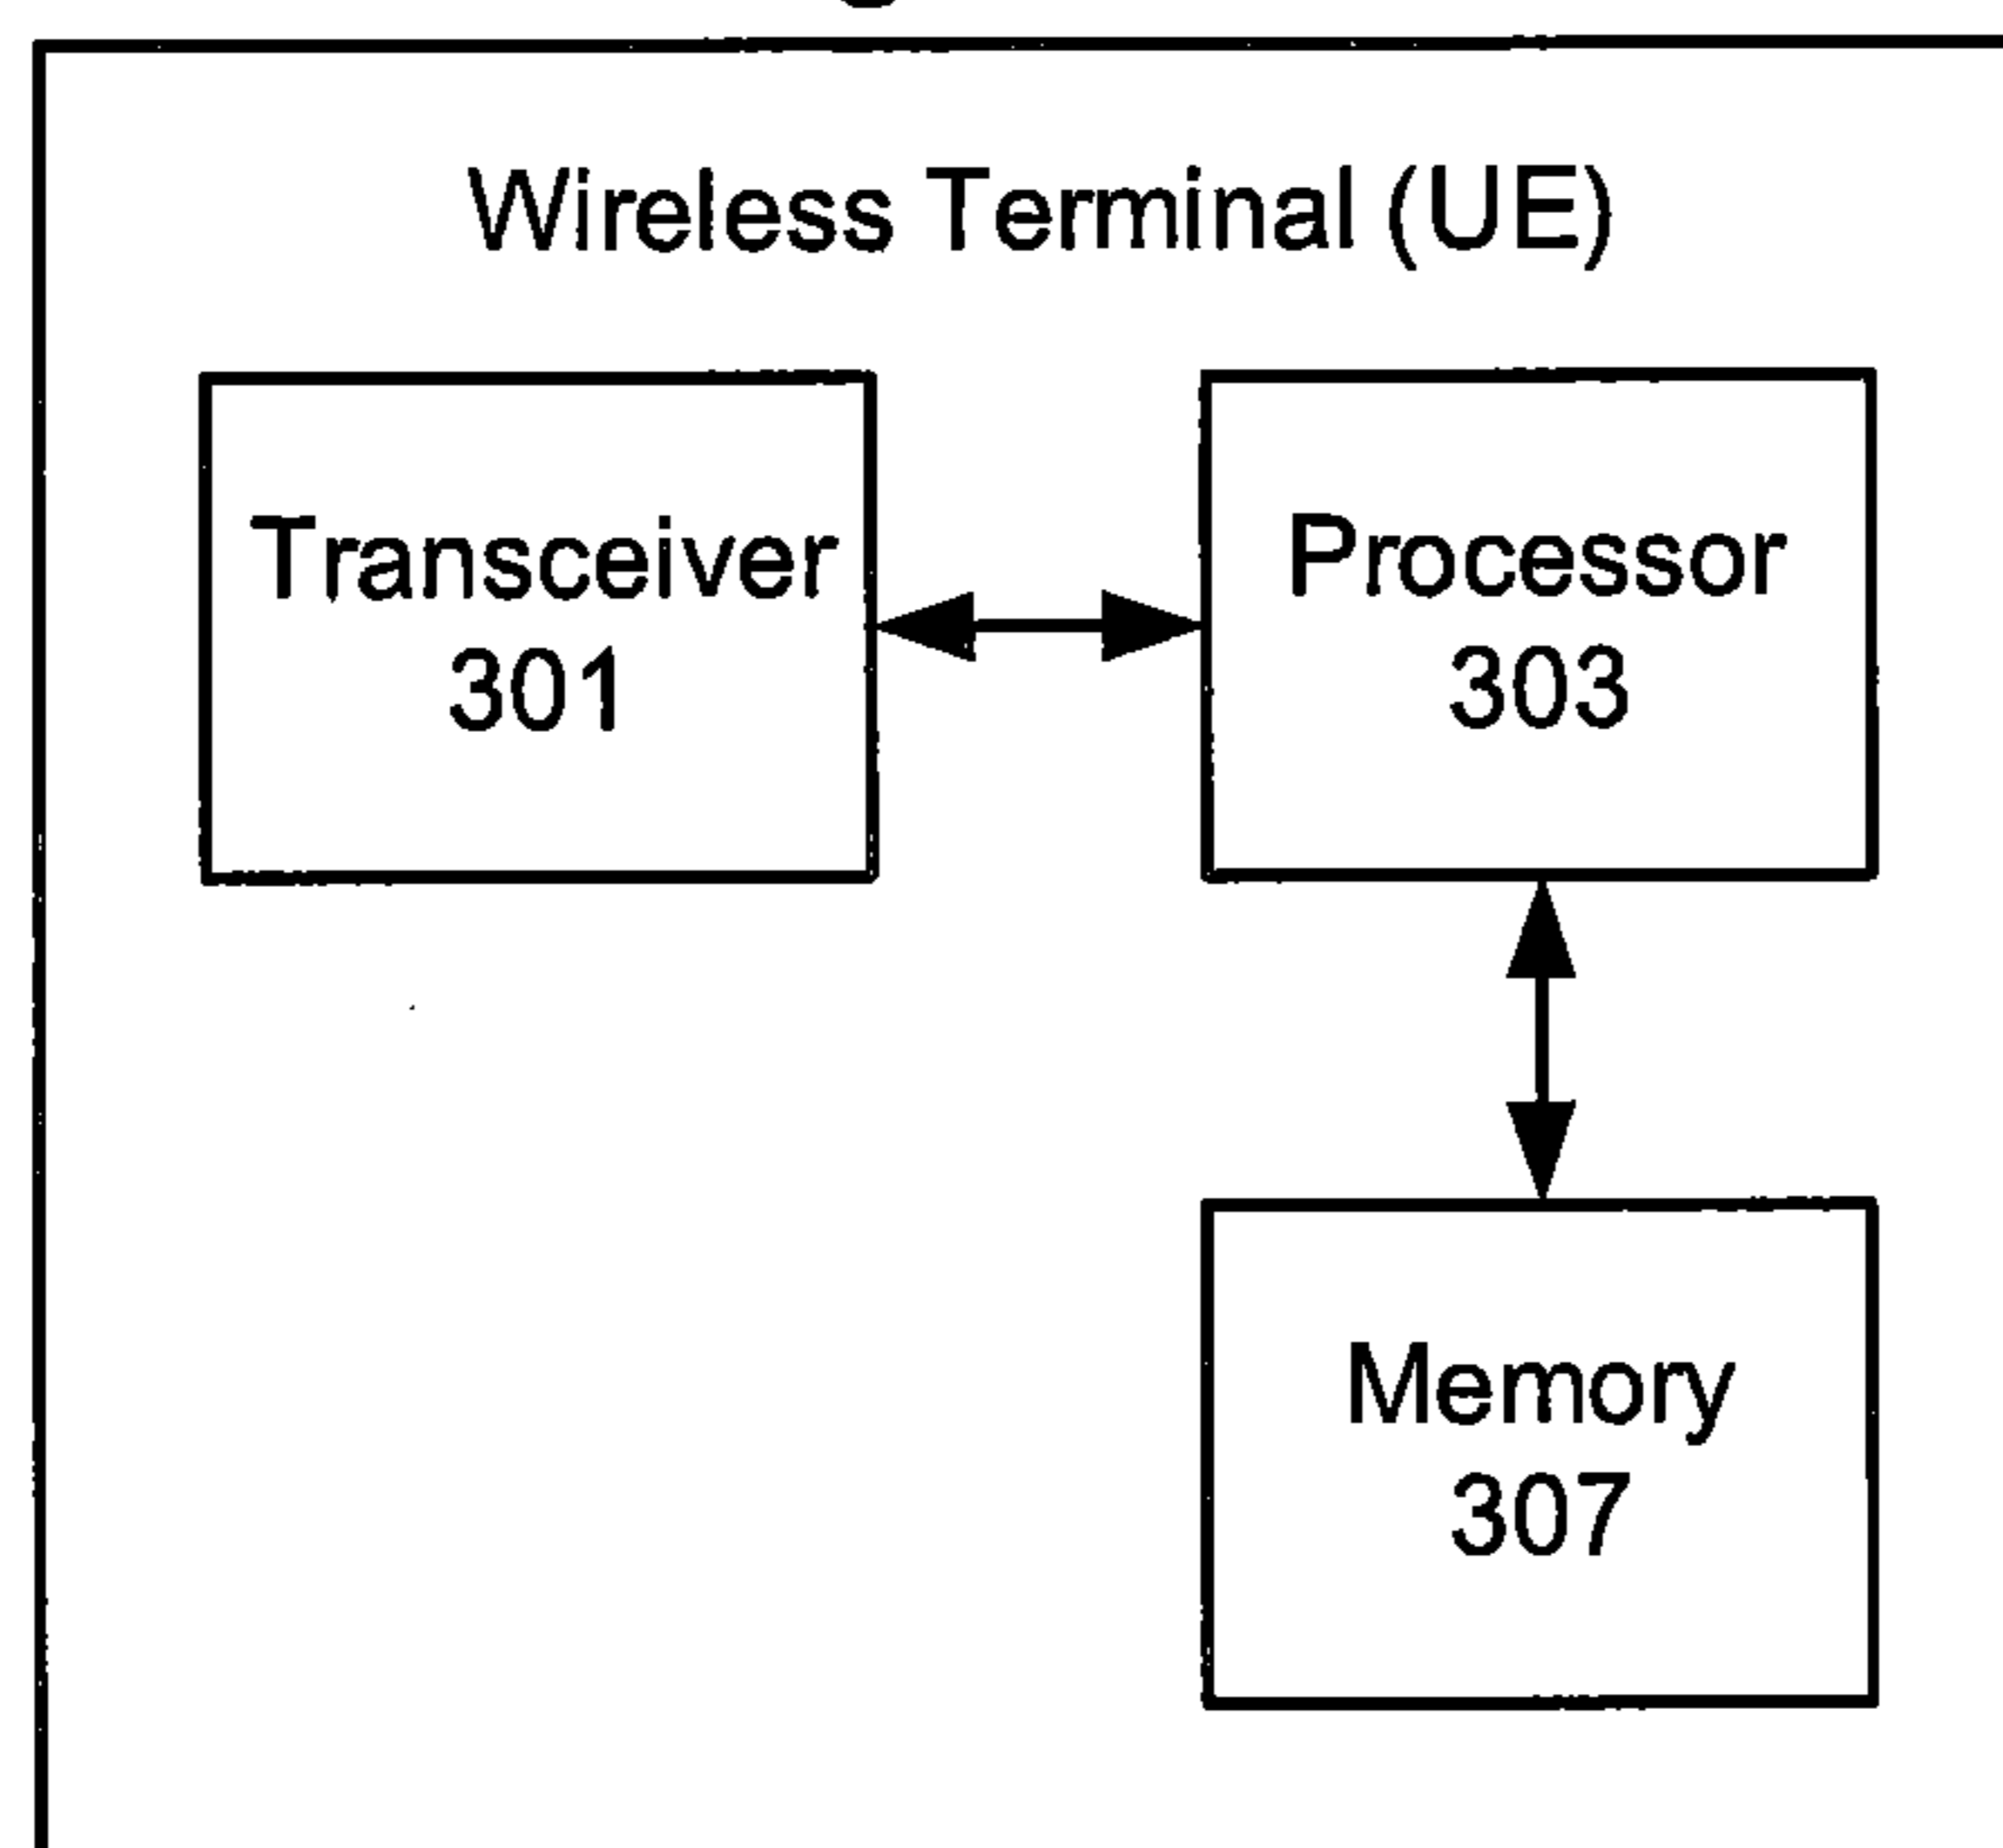 Wireless Terminal (UE)
Transceiver
301
Processor
303
Memory
307